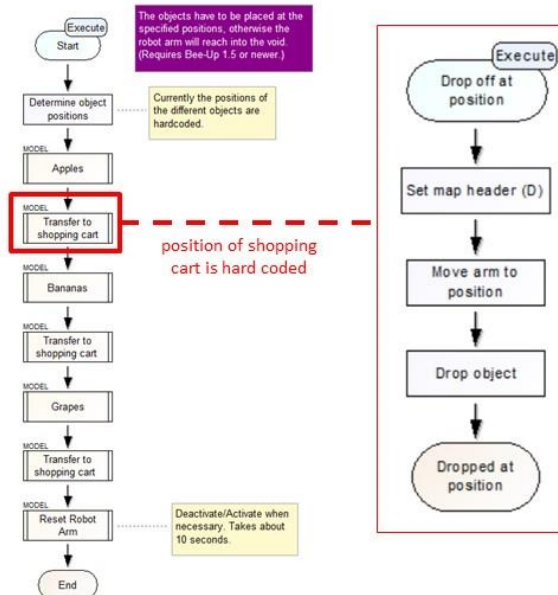 Execute
Start
The objects have to be placed at the
specified positions, otherwise the
robot arm will reach into the void.
(Requires Bee-Up 1.5 or newer.)
Determine object
positions
Currently the positions of
the different objects are
hardcoded.
MODEL
Apples
MODEL
Transfer to
shopping cart
position of shopping
cart is hard coded
MODEL
Bananas
MODEL
Transfer to
shopping cart
MODEL
Grapes
MODEL
Transfer to
shopping cart
MODEL
Reset Robot
Arm
Deactivate/Activate when
necessary. Takes about
10 seconds.
End
Execute
Drop off at
position
Set map header (D)
Move arm to
position
Drop object
Dropped at
position